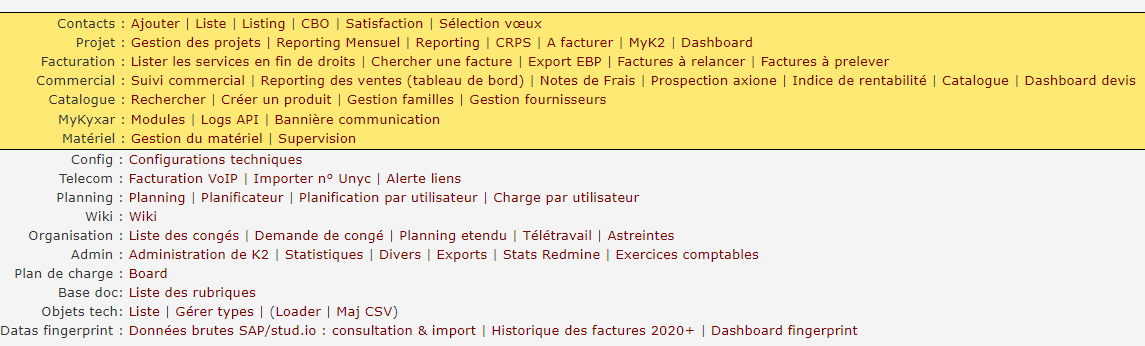 Contacts : Ajouter | Liste | Listing | CBO | Satisfaction | Sélection vœux
Projet : Gestion des projets | Reporting Mensuel | Reporting | CRPS | A facturer | MyK2 | Dashboard
Facturation : Lister les services en fin de droits | Chercher une facture | Export EBP | Factures à relancer | Factures à prelever
Commercial : Suivi commercial | Reporting des ventes (tableau de bord) | Notes de Frais | Prospection axione | Indice de rentabilité | Catalogue | Dashboard devis
Catalogue : Rechercher | Créer un produit | Gestion familles | Gestion fournisseurs
MyKyxar : Modules | Logs API | Bannière communication
Matériel : Gestion du matériel | Supervision
Config : Configurations techniques
Telecom : Facturation VoIP | Importer n° Unyc | Alerte liens
Planning : Planning | Planificateur | Planification par utilisateur | Charge par utilisateur
Wiki : Wiki
Organisation : Liste des congés | Demande de congé | Planning etendu | Télétravail | Astreintes
Admin : Administration de K2 | Statistiques | Divers | Exports | Stats Redmine | Exercices comptables
Plan de charge : Board
Base doc: Liste des rubriques
Objets tech: Liste | Gérer types | (Loader | Maj CSV)
Datas fingerprint : Données brutes SAP/stud.io : consultation & import | Historique des factures 2020+ | Dashboard fingerprint